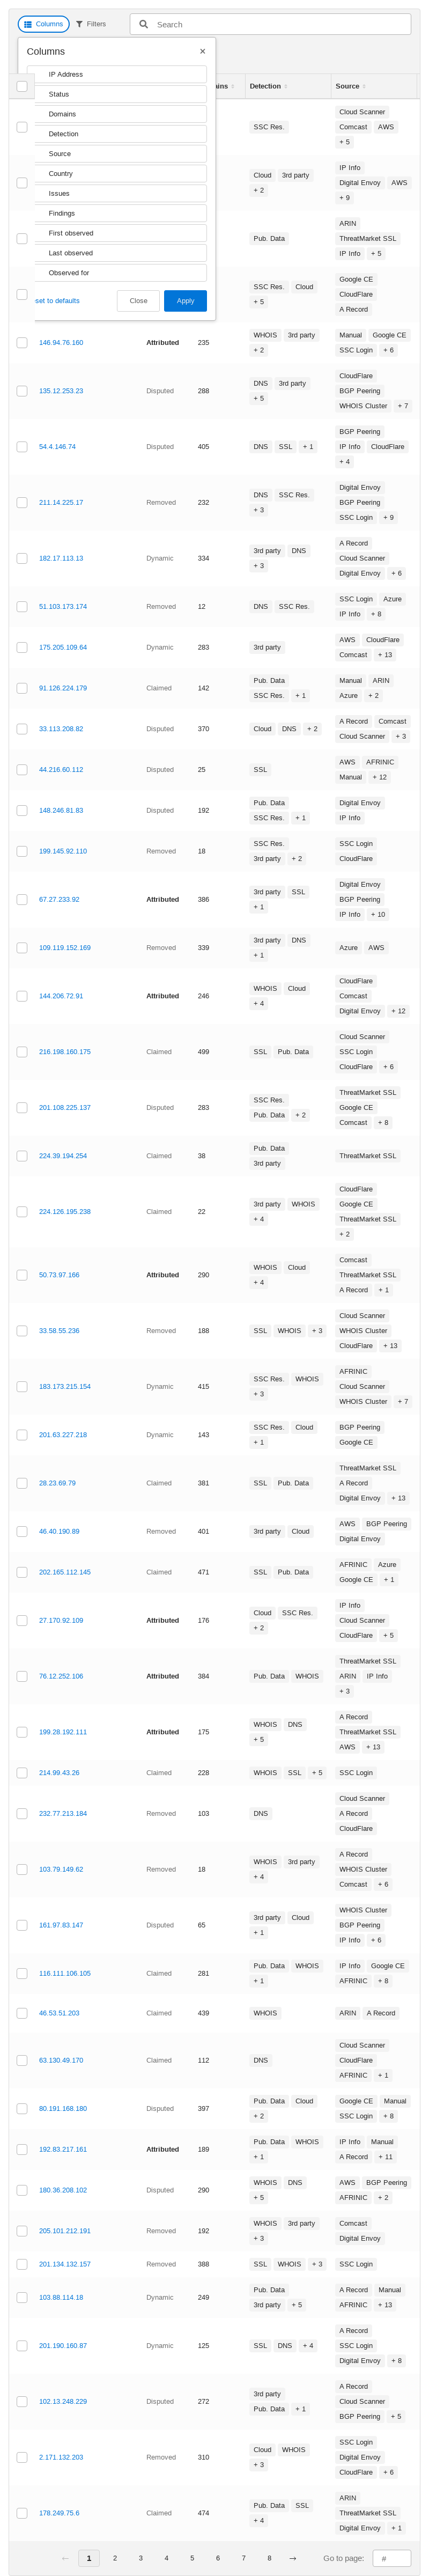 Columns Filters Search
Columns ×
IP Address
Status
Domains
Detection
Source
Country
Issues
Findings
First observed
Last observed
Observed for
set to defaults Close Apply
ains Detection Source
SSC Res. Cloud Scanner
Comcast AWS
+ 5
Cloud 3rd party + 2 IP Info
Digital Envoy AWS
+ 9
Pub. Data ARIN
ThreatMarket SSL
IP Info + 5
SSC Res. Cloud + 5 Google CE
CloudFlare
A Record
146.94.76.160 Attributed 235 WHOIS 3rd party + 2 Manual Google CE
SSC Login + 6
135.12.253.23 Disputed 288 DNS 3rd party + 5 CloudFlare
BGP Peering
WHOIS Cluster + 7
54.4.146.74 Disputed 405 DNS SSL + 1 BGP Peering
IP Info CloudFlare
+ 4
211.14.225.17 Removed 232 DNS SSC Res. + 3 Digital Envoy
BGP Peering
SSC Login + 9
182.17.113.13 Dynamic 334 3rd party DNS + 3 A Record
Cloud Scanner
Digital Envoy + 6
51.103.173.174 Removed 12 DNS SSC Res. SSC Login Azure
IP Info + 8
175.205.109.64 Dynamic 283 3rd party AWS CloudFlare
Comcast + 13
91.126.224.179 Claimed 142 Pub. Data SSC Res. + 1 Manual ARIN
Azure + 2
33.113.208.82 Disputed 370 Cloud DNS + 2 A Record Comcast
Cloud Scanner + 3
44.216.60.112 Disputed 25 SSL AWS AFRINIC
Manual + 12
148.246.81.83 Disputed 192 Pub. Data SSC Res. + 1 Digital Envoy
IP Info
199.145.92.110 Removed 18 SSC Res. 3rd party + 2 SSC Login
CloudFlare
67.27.233.92 Attributed 386 3rd party SSL + 1 Digital Envoy
BGP Peering
IP Info + 10
109.119.152.169 Removed 339 3rd party DNS + 1 Azure AWS
144.206.72.91 Attributed 246 WHOIS Cloud + 4 CloudFlare
Comcast
Digital Envoy + 12
216.198.160.175 Claimed 499 SSL Pub. Data Cloud Scanner
SSC Login
CloudFlare + 6
201.108.225.137 Disputed 283 SSC Res. Pub. Data + 2 ThreatMarket SSL
Google CE
Comcast + 8
224.39.194.254 Claimed 38 Pub. Data 3rd party ThreatMarket SSL
224.126.195.238 Claimed 22 3rd party WHOIS + 4 CloudFlare
Google CE
ThreatMarket SSL
+ 2
50.73.97.166 Attributed 290 WHOIS Cloud + 4 Comcast
ThreatMarket SSL
A Record + 1
33.58.55.236 Removed 188 SSL WHOIS + 3 Cloud Scanner
WHOIS Cluster
CloudFlare + 13
183.173.215.154 Dynamic 415 SSC Res. WHOIS + 3 AFRINIC
Cloud Scanner
WHOIS Cluster + 7
201.63.227.218 Dynamic 143 SSC Res. Cloud + 1 BGP Peering
Google CE
28.23.69.79 Claimed 381 SSL Pub. Data ThreatMarket SSL
A Record
Digital Envoy + 13
46.40.190.89 Removed 401 3rd party Cloud AWS BGP Peering
Digital Envoy
202.165.112.145 Claimed 471 SSL Pub. Data AFRINIC Azure
Google CE + 1
27.170.92.109 Attributed 176 Cloud SSC Res. + 2 IP Info
Cloud Scanner
CloudFlare + 5
76.12.252.106 Attributed 384 Pub. Data WHOIS ThreatMarket SSL
ARIN IP Info
+ 3
199.28.192.111 Attributed 175 WHOIS DNS + 5 A Record
ThreatMarket SSL
AWS + 13
214.99.43.26 Claimed 228 WHOIS SSL + 5 SSC Login
232.77.213.184 Removed 103 DNS Cloud Scanner
A Record
CloudFlare
103.79.149.62 Removed 18 WHOIS 3rd party + 4 A Record
WHOIS Cluster
Comcast + 6
161.97.83.147 Disputed 65 3rd party Cloud + 1 WHOIS Cluster
BGP Peering
IP Info + 6
116.111.106.105 Claimed 281 Pub. Data WHOIS + 1 IP Info Google CE
AFRINIC + 8
46.53.51.203 Claimed 439 WHOIS ARIN A Record
63.130.49.170 Claimed 112 DNS Cloud Scanner
CloudFlare
AFRINIC + 1
80.191.168.180 Disputed 397 Pub. Data Cloud + 2 Google CE Manual
SSC Login + 8
192.83.217.161 Attributed 189 Pub. Data WHOIS + 1 IP Info Manual
A Record + 11
180.36.208.102 Disputed 290 WHOIS DNS + 5 AWS BGP Peering
AFRINIC + 2
205.101.212.191 Removed 192 WHOIS 3rd party + 3 Comcast
Digital Envoy
201.134.132.157 Removed 388 SSL WHOIS + 3 SSC Login
103.88.114.18 Dynamic 249 Pub. Data 3rd party + 5 A Record Manual
AFRINIC + 13
201.190.160.87 Dynamic 125 SSL DNS + 4 A Record
SSC Login
Digital Envoy + 8
102.13.248.229 Disputed 272 3rd party Pub. Data + 1 A Record
Cloud Scanner
BGP Peering + 5
2.171.132.203 Removed 310 Cloud WHOIS + 3 SSC Login
Digital Envoy
CloudFlare + 6
178.249.75.6 Claimed 474 Pub. Data SSL + 4 ARIN
ThreatMarket SSL
Digital Envoy + 1
← 1 2 3 4 5 6 7 8 → Go to page: #